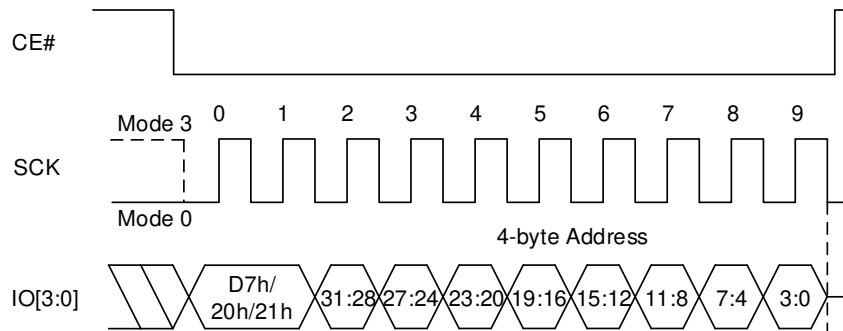 CE#
0 1 2 3 4 5 6 7 8 9
Mode 3
SCK
Mode 0
4-byte Address
IO[3:0]
D7h/
20h/21h
31:28 27:24 23:20 19:16 15:12 11:8 7:4 3:0